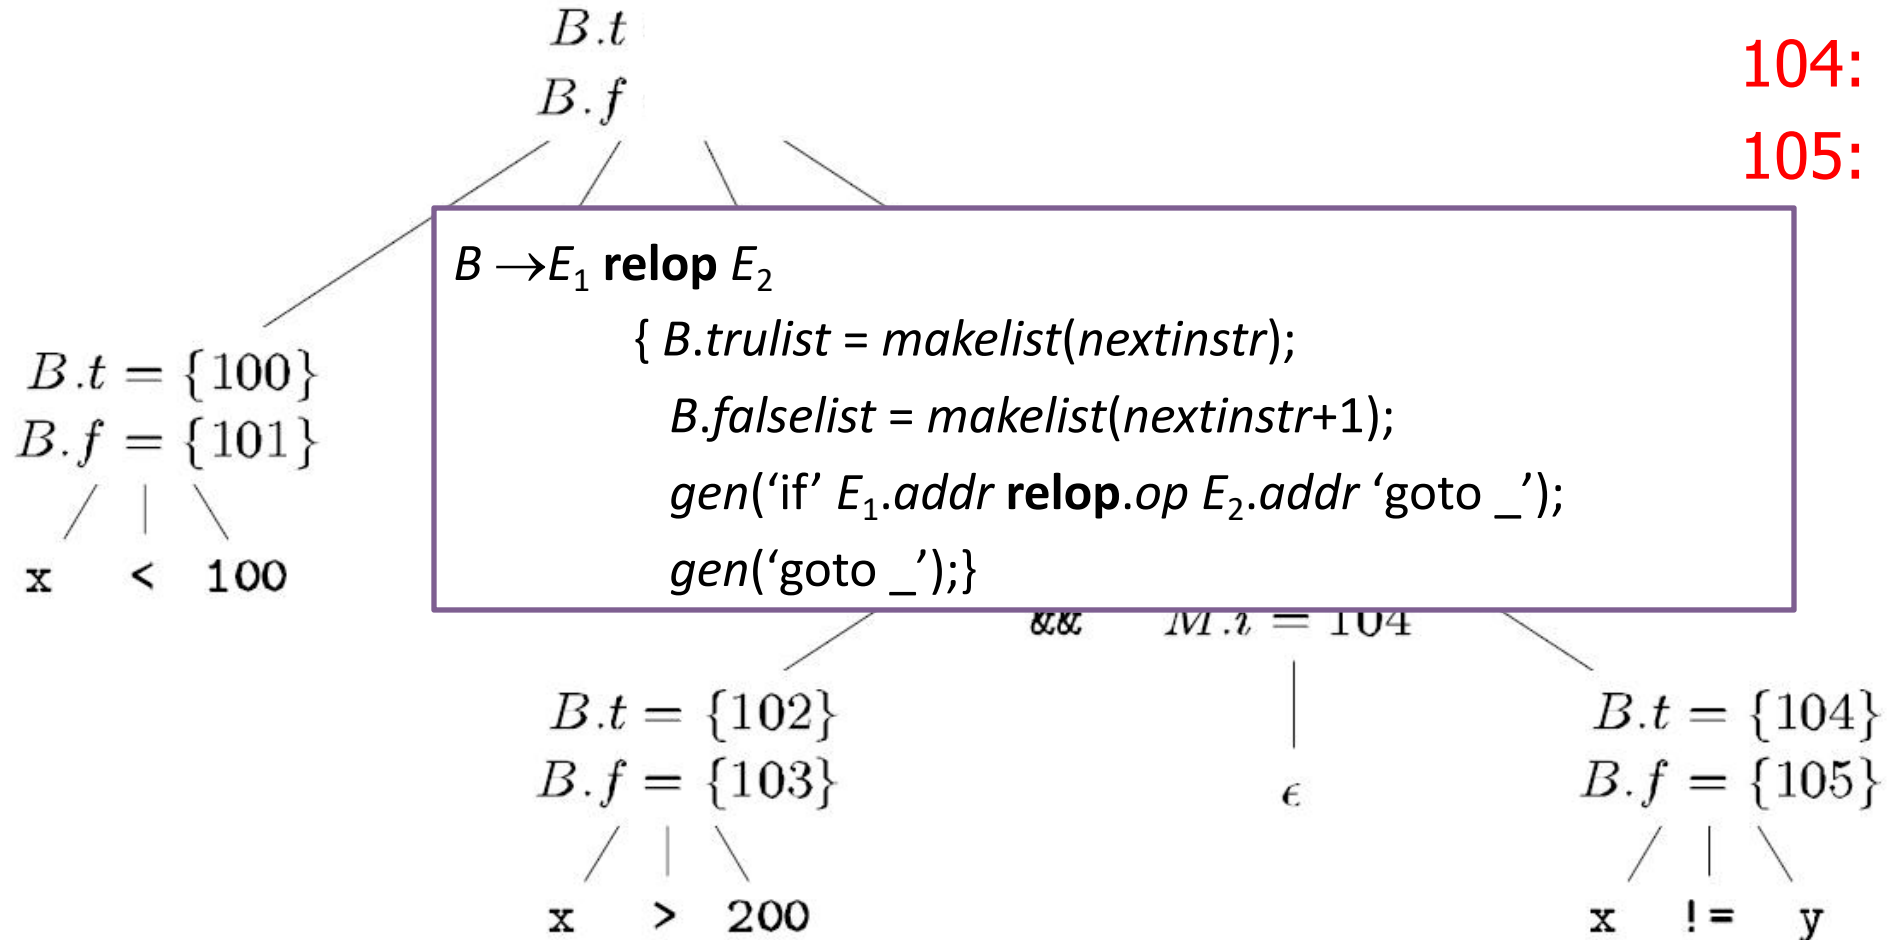 B.t
B.f
104:
105:
B →E₁ relop E₂
{ B.trulist = makelist(nextinstr);
B.falselist = makelist(nextinstr+1);
gen(‘if’ E₁.addr relop.op E₂.addr ‘goto _’);
gen(‘goto _’);}
B.t = {100}
B.f = {101}
x < 100
&& M.i = 104
B.t = {102}
B.f = {103}
x > 200
ϵ
B.t = {104}
B.f = {105}
x != y